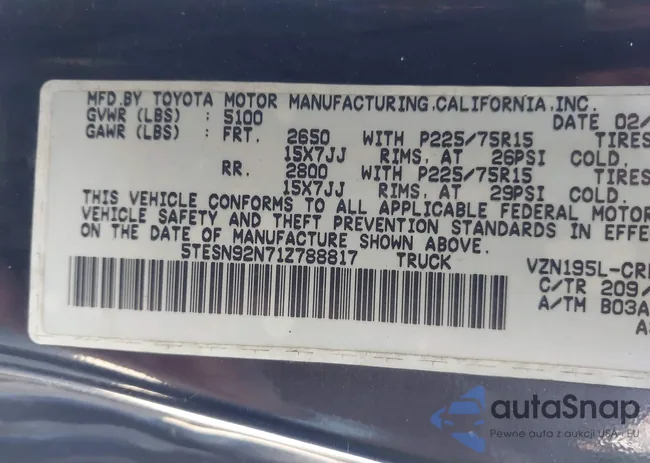 MFD.BY TOYOTA MOTOR MANUFACTURING,CALIFORNIA,INC.
GVWR (LBS) : 5100 DATE 02/
GAWR (LBS) : FRT. 2650 WITH P225/75R15 TIRES
15X7JJ RIMS, AT 26PSI COLD.
RR. 2800 WITH P225/75R15 TIRES
15X7JJ RIMS, AT 29PSI COLD.
THIS VEHICLE CONFORMS TO ALL APPLICABLE FEDERAL MOTOR
VEHICLE SAFETY AND THEFT PREVENTION STANDARDS IN EFFE
ON THE DATE OF MANUFACTURE SHOWN ABOVE.
5TESN92N71Z788817 TRUCK VZN195L-CR
C/TR 209/
A/TM B03A
autaSnap
Pewne auta z aukcji USA i EU